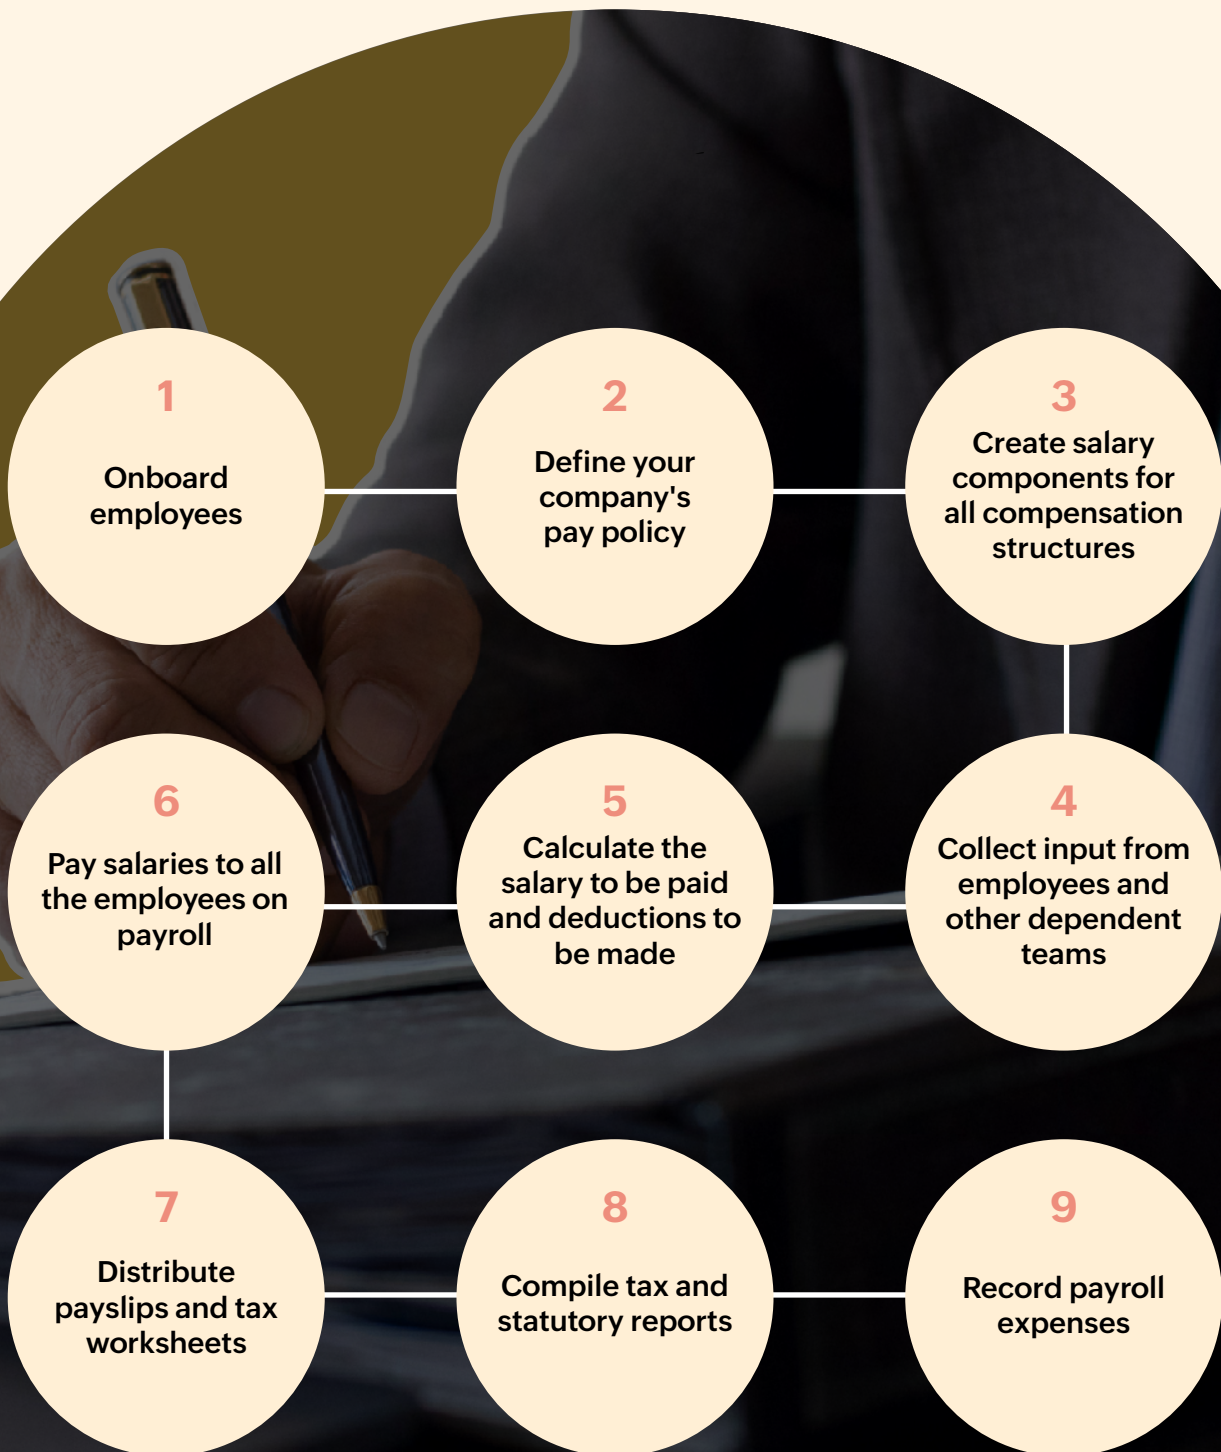 1
Onboard
employees
2
Define your
company's
pay policy
3
Create salary
components for
all compensation
structures
4
Collect input from
employees and
other dependent
teams
5
Calculate the
salary to be paid
and deductions to
be made
6
Pay salaries to all
the employees on
payroll
7
Distribute
payslips and tax
worksheets
8
Compile tax and
statutory reports
9
Record payroll
expenses